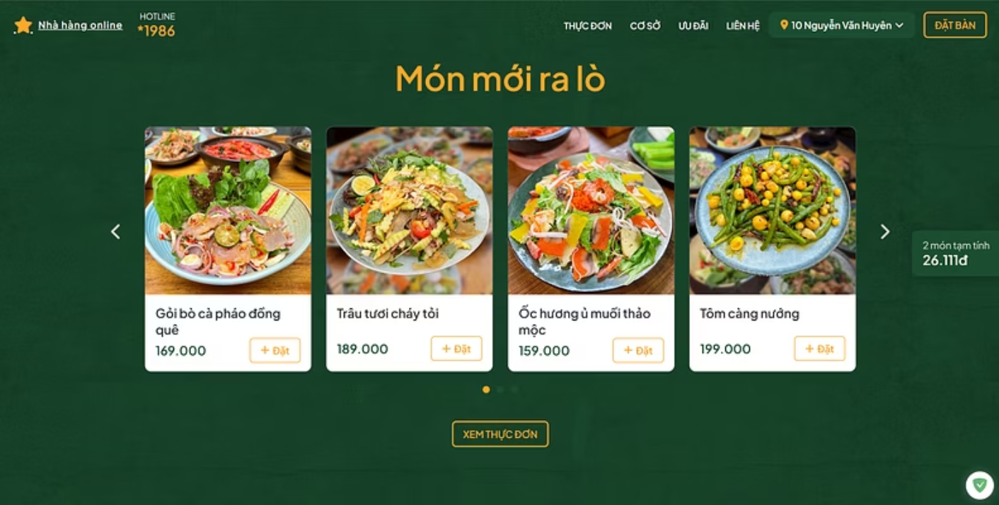 Nhà hàng online
HOTLINE
*1986
THỰC ĐƠN
CƠ SỞ
ƯU ĐÃI
LIÊN HỆ
10 Nguyễn Văn Huyên
ĐẶT BÀN
Món mới ra lò
Gỏi bò cà pháo đồng
quê
169.000
+ Đặt
Trâu tươi cháy tỏi
189.000
+ Đặt
Ốc hương ủ muối thảo
mộc
159.000
+ Đặt
Tôm càng nướng
199.000
+ Đặt
2 món tạm tính
26.111đ
XEM THỰC ĐƠN